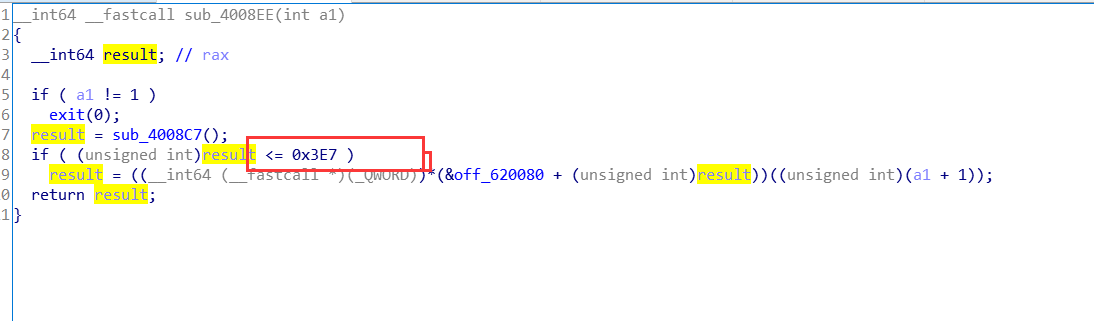 1 __int64 __fastcall sub_4008EE(int a1)
2 {
3   __int64 result; // rax
4
5   if ( a1 != 1 )
6     exit(0);
7   result = sub_4008C7();
8   if ( (unsigned int)result <= 0x3E7 )
9     result = ((__int64 (__fastcall *)(_QWORD))*(&off_620080 + (unsigned int)result))((unsigned int)(a1 + 1));
0   return result;
1 }